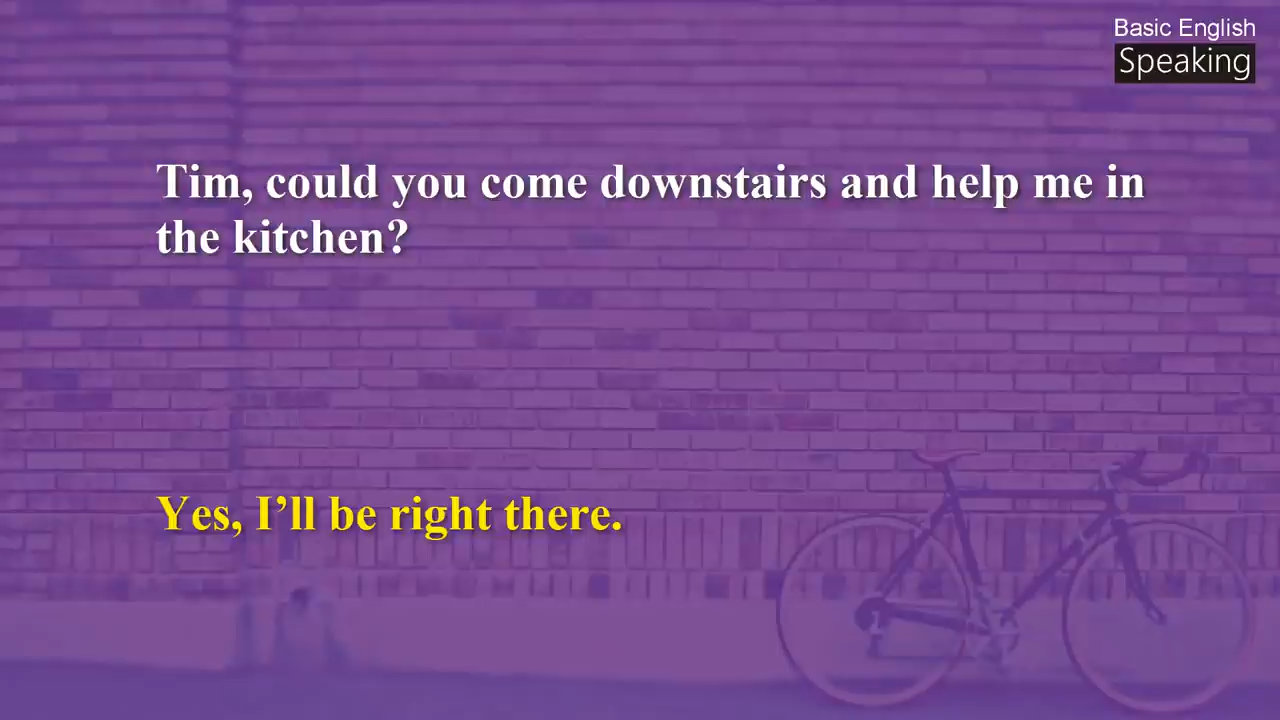 Basic English
Speaking
Tim, could you come downstairs and help me in
the kitchen?
Yes, I’ll be right there.